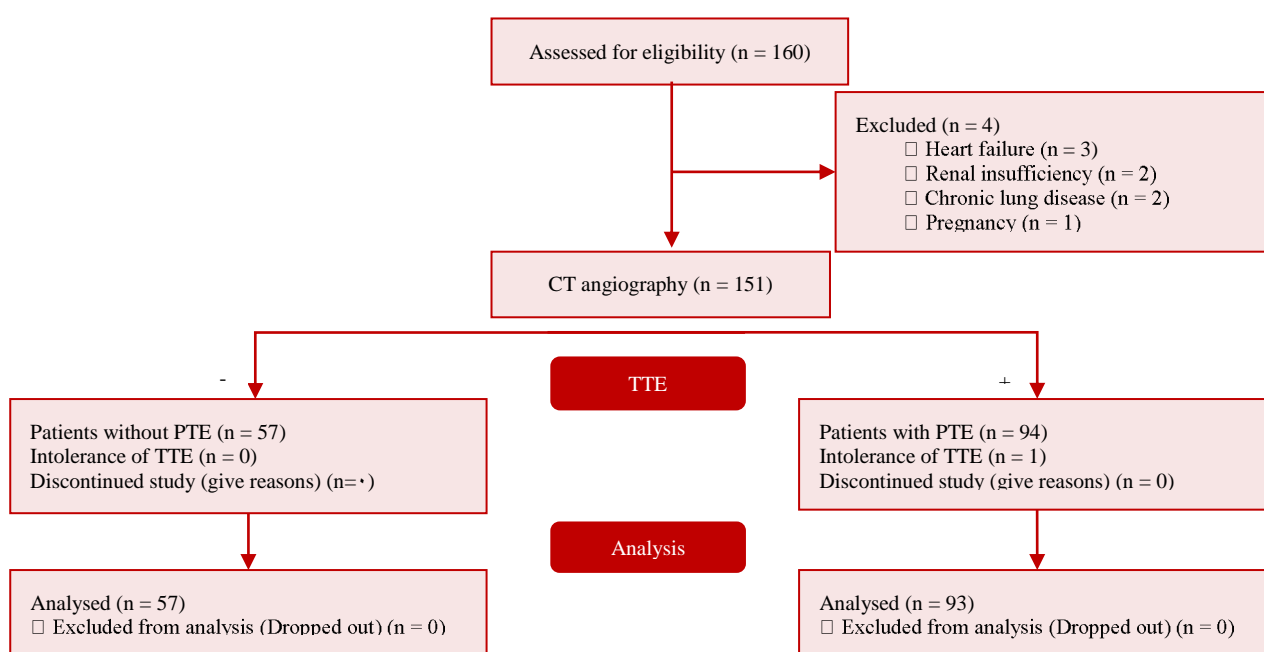 Assessed for eligibility (n = 160)
Excluded (n = 4)
□ Heart failure (n = 3)
□ Renal insufficiency (n = 2)
□ Chronic lung disease (n = 2)
□ Pregnancy (n = 1)
CT angiography (n = 151)
-
TTE
+
Patients without PTE (n = 57)
Intolerance of TTE (n = 0)
Discontinued study (give reasons) (n=٠)
Patients with PTE (n = 94)
Intolerance of TTE (n = 1)
Discontinued study (give reasons) (n = 0)
Analysis
Analysed (n = 57)
□ Excluded from analysis (Dropped out) (n = 0)
Analysed (n = 93)
□ Excluded from analysis (Dropped out) (n = 0)